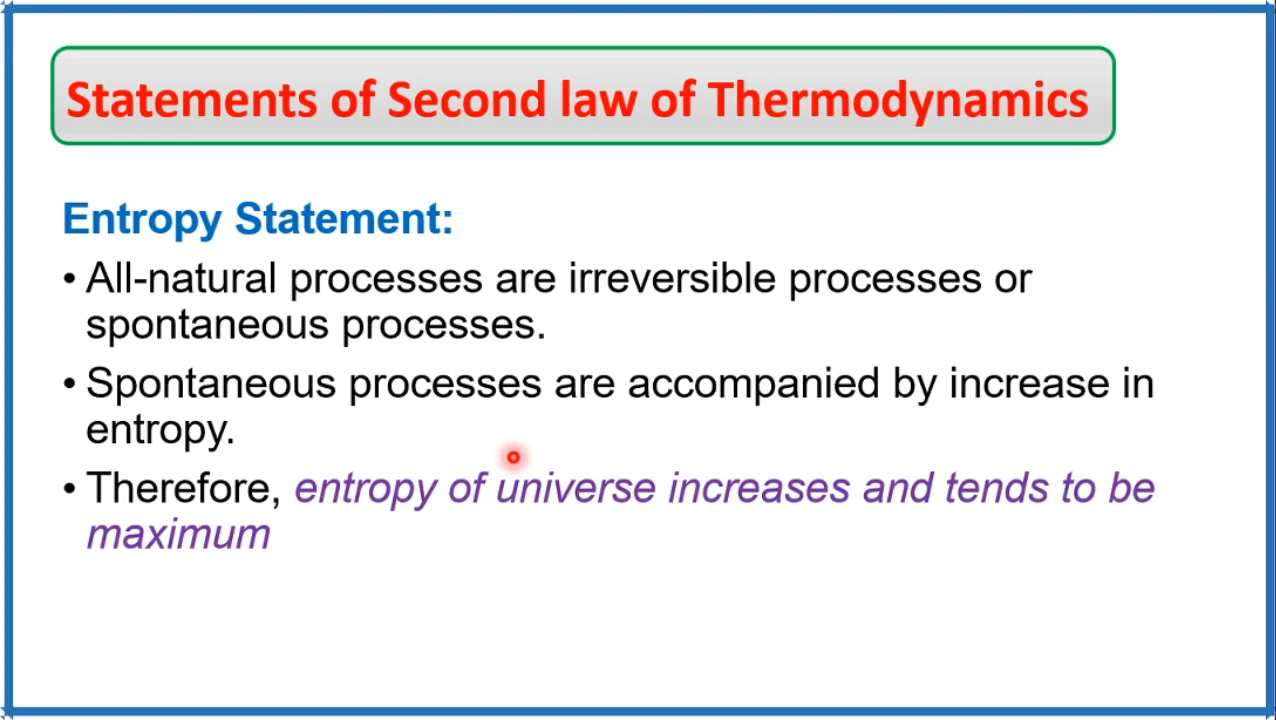 Statements of Second law of Thermodynamics
Entropy Statement:
• All-natural processes are irreversible processes or
spontaneous processes.
• Spontaneous processes are accompanied by increase in
entropy.
• Therefore, entropy of universe increases and tends to be
maximum